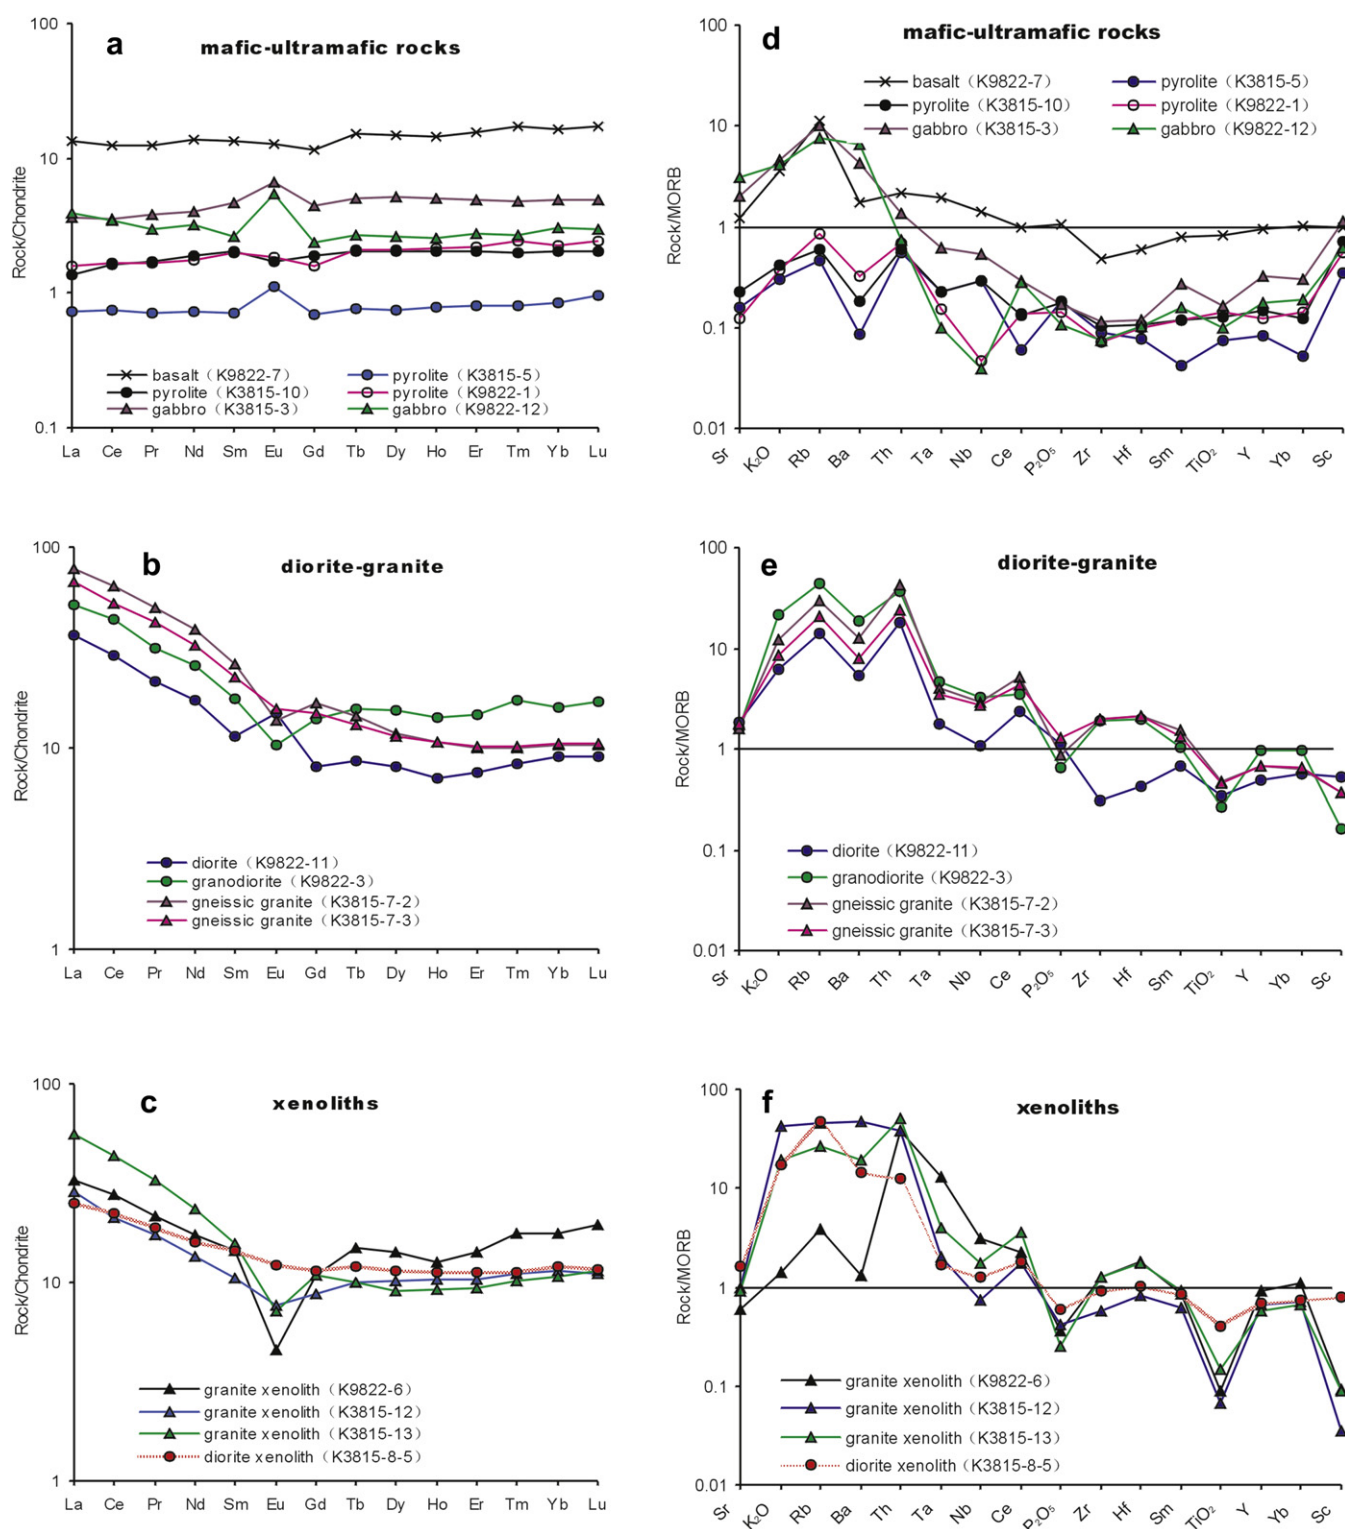 a
mafic-ultramafic rocks
100
10
1
0.1
Rock/Chondrite
basalt（K9822-7）
pyrolite（K3815-5）
pyrolite（K3815-10）
pyrolite（K9822-1）
gabbro（K3815-3）
gabbro（K9822-12）
La Ce Pr Nd Sm Eu Gd Tb Dy Ho Er Tm Yb Lu
d
mafic-ultramafic rocks
100
10
1
0.1
0.01
Rock/MORB
basalt（K9822-7）
pyrolite（K3815-5）
pyrolite（K3815-10）
pyrolite（K9822-1）
gabbro（K3815-3）
gabbro（K9822-12）
Sr K₂O Rb Ba Th Ta Nb Ce P₂O₅ Zr Hf Sm TiO₂ Y Yb Sc
b
diorite-granite
100
10
1
Rock/Chondrite
diorite（K9822-11）
granodiorite（K9822-3）
gneissic granite（K3815-7-2）
gneissic granite（K3815-7-3）
La Ce Pr Nd Sm Eu Gd Tb Dy Ho Er Tm Yb Lu
e
diorite-granite
100
10
1
0.1
0.01
Rock/MORB
diorite（K9822-11）
granodiorite（K9822-3）
gneissic granite（K3815-7-2）
gneissic granite（K3815-7-3）
Sr K₂O Rb Ba Th Ta Nb Ce P₂O₅ Zr Hf Sm TiO₂ Y Yb Sc
c
xenoliths
100
10
1
Rock/Chondrite
granite xenolith（K9822-6）
granite xenolith（K3815-12）
granite xenolith（K3815-13）
diorite xenolith（K3815-8-5）
La Ce Pr Nd Sm Eu Gd Tb Dy Ho Er Tm Yb Lu
f
xenoliths
100
10
1
0.1
0.01
Rock/MORB
granite xenolith（K9822-6）
granite xenolith（K3815-12）
granite xenolith（K3815-13）
diorite xenolith（K3815-8-5）
Sr K₂O Rb Ba Th Ta Nb Ce P₂O₅ Zr Hf Sm TiO₂ Y Yb Sc